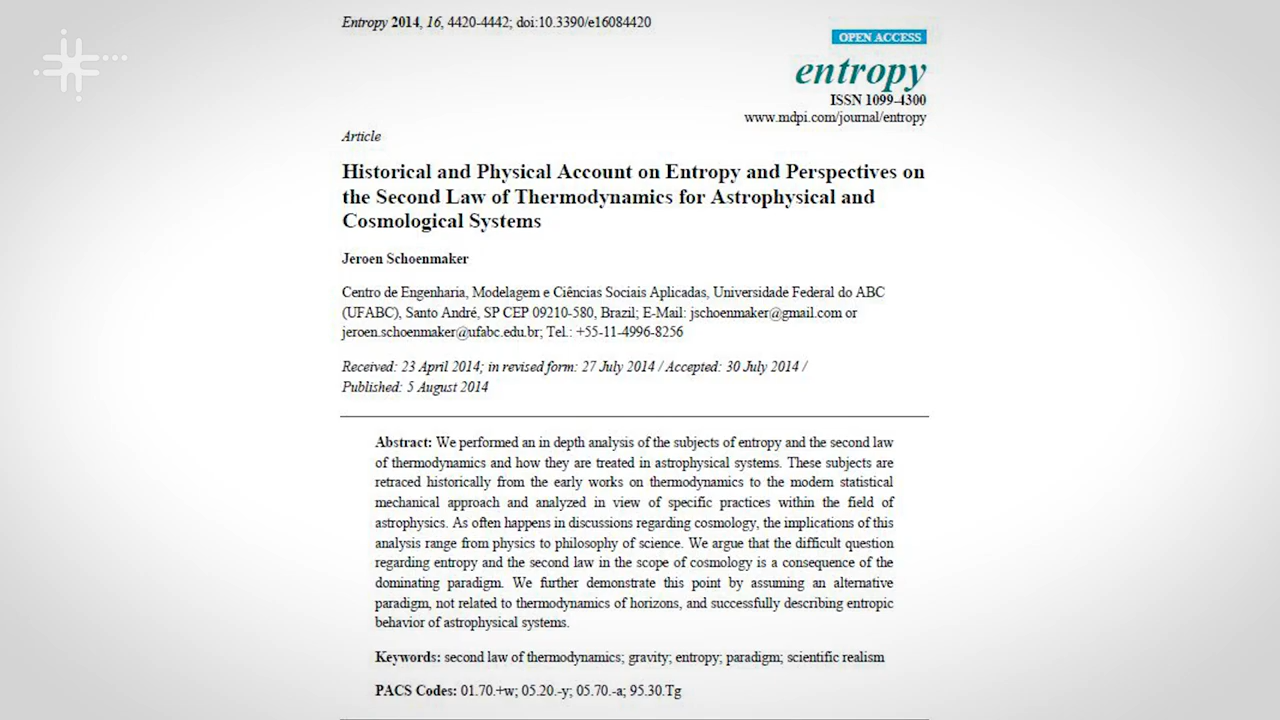 Entropy 2014, 16, 4420-4442; doi:10.3390/e16084420
OPEN ACCESS
entropy
ISSN 1099-4300
www.mdpi.com/journal/entropy
Article
Historical and Physical Account on Entropy and Perspectives on
the Second Law of Thermodynamics for Astrophysical and
Cosmological Systems
Jeroen Schoenmaker
Centro de Engenharia, Modelagem e Ciências Sociais Aplicadas, Universidade Federal do ABC
(UFABC), Santo André, SP CEP 09210-580, Brazil; E-Mail: jschoenmaker@gmail.com or
jeroen.schoenmaker@ufabc.edu.br; Tel.: +55-11-4996-8256
Received: 23 April 2014; in revised form: 27 July 2014 / Accepted: 30 July 2014 /
Published: 5 August 2014
Abstract: We performed an in depth analysis of the subjects of entropy and the second law
of thermodynamics and how they are treated in astrophysical systems. These subjects are
retraced historically from the early works on thermodynamics to the modern statistical
mechanical approach and analyzed in view of specific practices within the field of
astrophysics. As often happens in discussions regarding cosmology, the implications of this
analysis range from physics to philosophy of science. We argue that the difficult question
regarding entropy and the second law in the scope of cosmology is a consequence of the
dominating paradigm. We further demonstrate this point by assuming an alternative
paradigm, not related to thermodynamics of horizons, and successfully describing entropic
behavior of astrophysical systems.
Keywords: second law of thermodynamics; gravity; entropy; paradigm; scientific realism
PACS Codes: 01.70.+w; 05.20.-y; 05.70.-a; 95.30.Tg